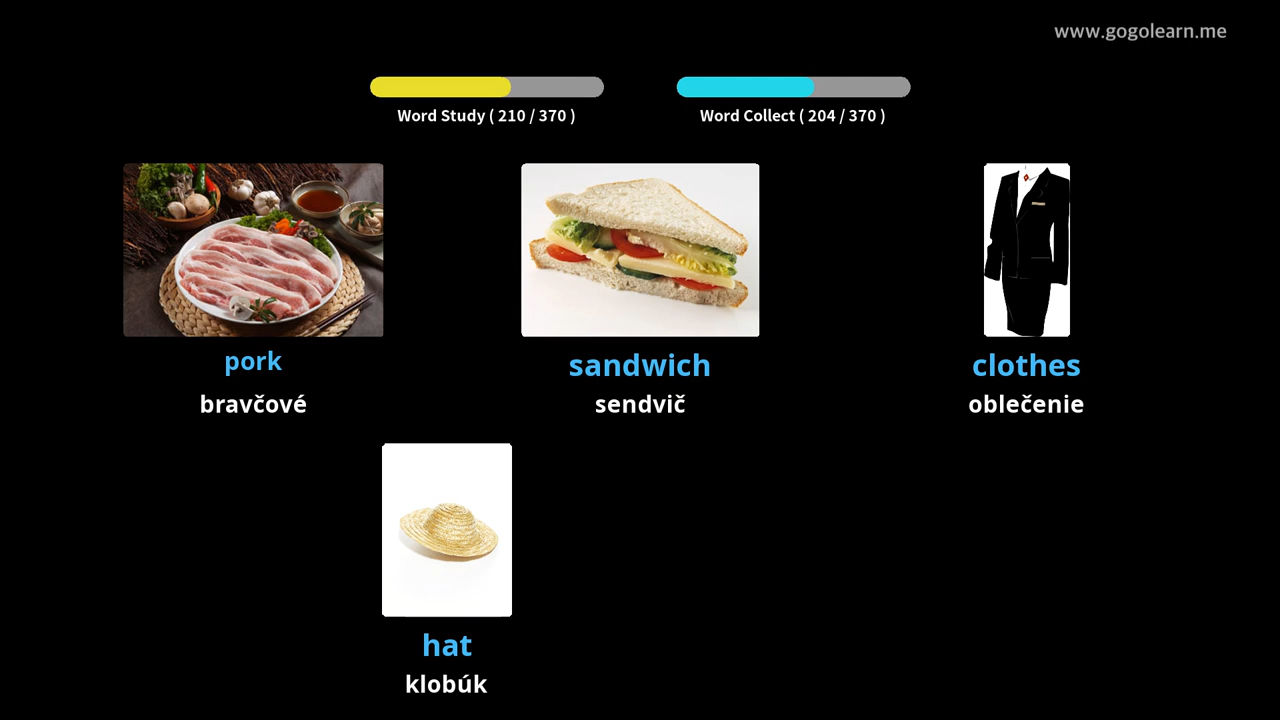 www.gogolearn.me
Word Study ( 210 / 370 )
Word Collect ( 204 / 370 )
pork
bravčové
sandwich
sendvič
clothes
oblečenie
hat
klobúk